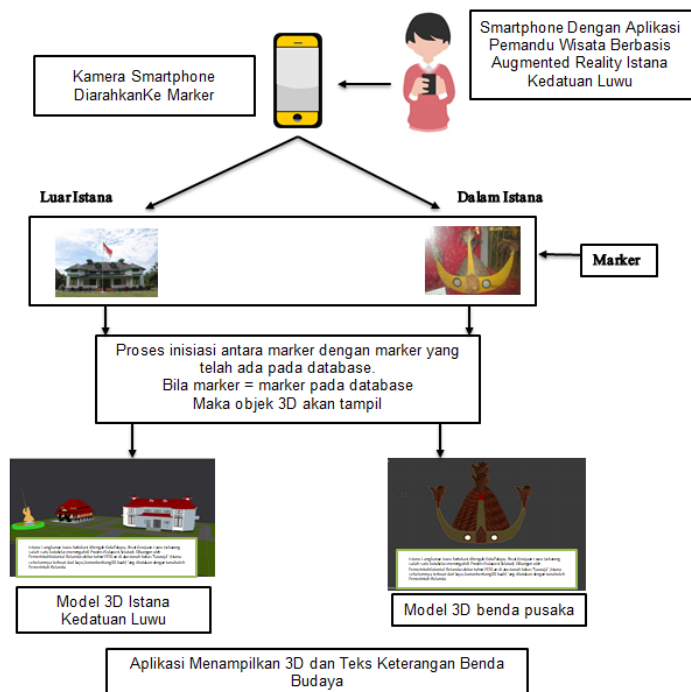 Smartphone Dengan Aplikasi
Pemandu Wisata Berbasis
Augmented Reality Istana
Kedatuan Luwu
Kamera Smartphone
DiarahkanKe Marker
Luar Istana
Dalam Istana
Marker
Proses inisiasi antara marker dengan marker yang
telah ada pada database.
Bila marker = marker pada database
Maka objek 3D akan tampil
Model 3D Istana
Kedatuan Luwu
Model 3D benda pusaka
Aplikasi Menampilkan 3D dan Teks Keterangan Benda
Budaya